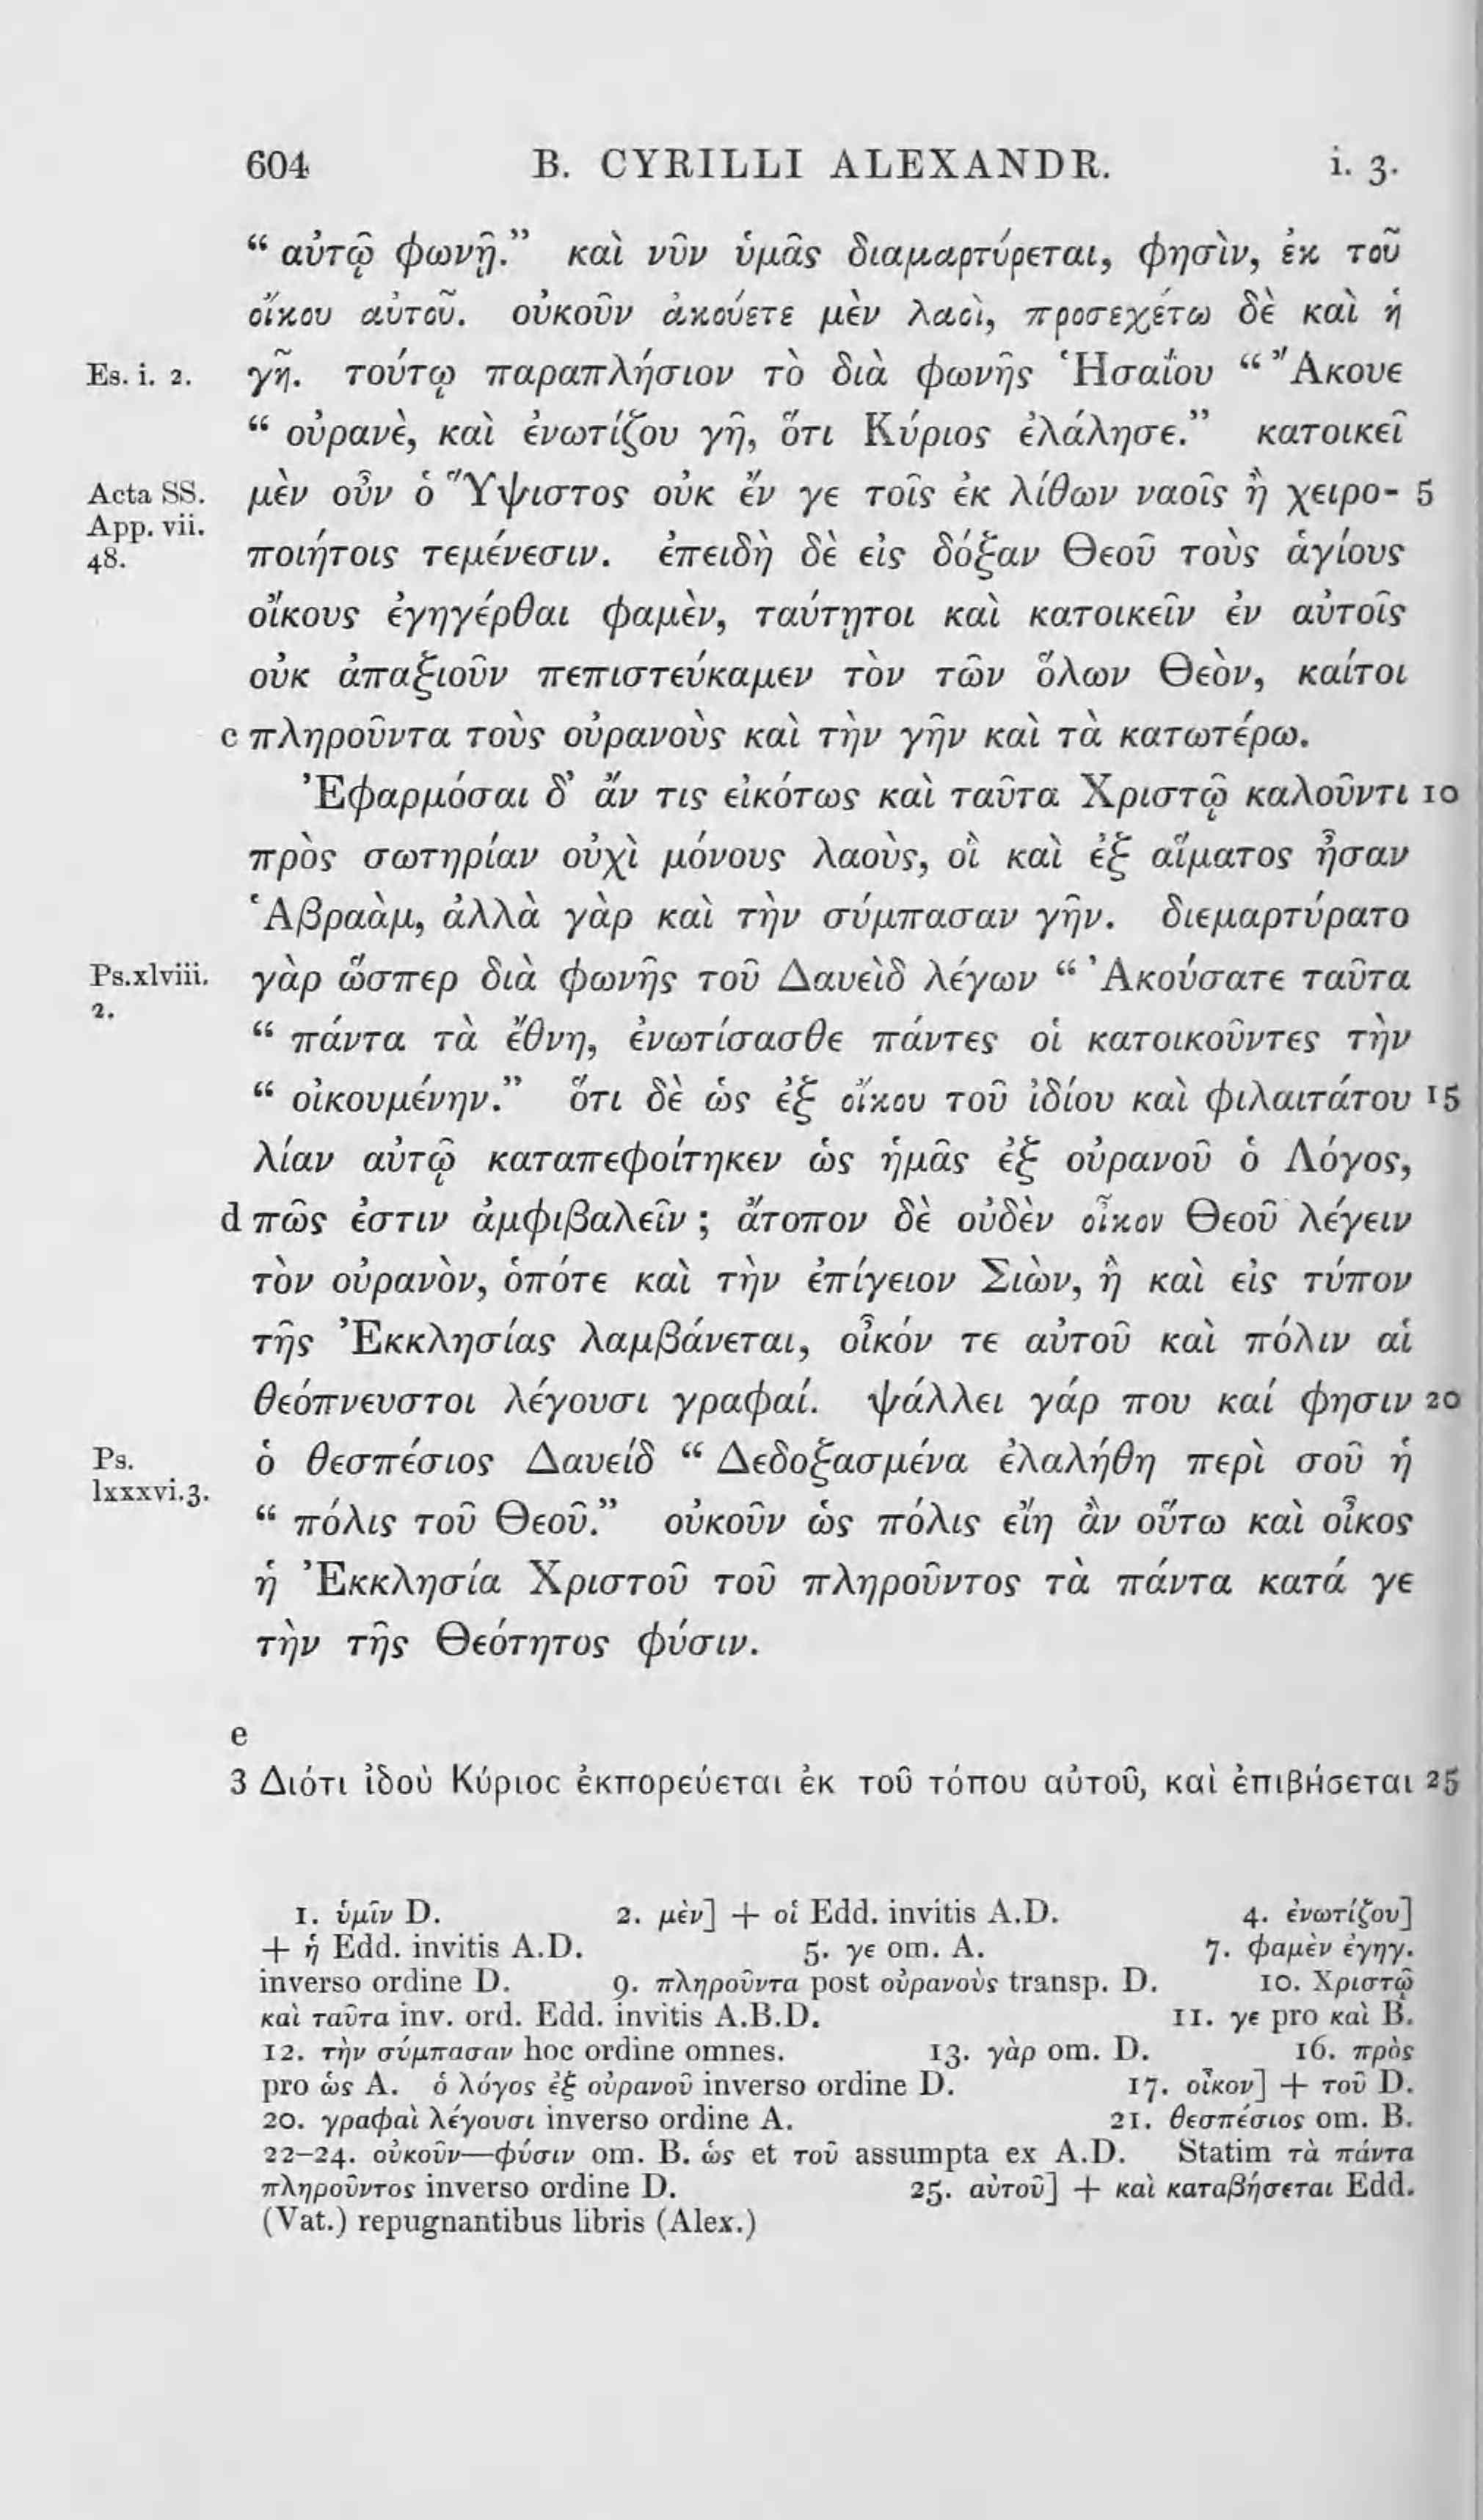 604 B. CYRILLI ALEXANDR. i. 3.
“ αὐτῷ φωνῇ.” καὶ νῦν ὑμᾶς διαμαρτύρεται, φησὶν, ἐκ τοῦ
οἴκου αὐτοῦ. οὐκοῦν ἀκούετε μὲν λαοὶ, προσεχέτω δὲ καὶ ἡ
Es. i. 2. γῆ. τούτῳ παραπλήσιον τὸ διὰ φωνῆς Ἡσαΐου “ Ἄκουε
“ οὐρανὲ, καὶ ἐνωτίζου γῆ, ὅτι Κύριος ἐλάλησε.” κατοικεῖ
Acta SS. μὲν οὖν ὁ Ὕψιστος οὐκ ἔν γε τοῖς ἐκ λίθων ναοῖς ἢ χειρο- 5
App. vii.
48. ποιήτοις τεμένεσιν. ἐπειδὴ δὲ εἰς δόξαν Θεοῦ τοὺς ἁγίους
οἴκους ἐγηγέρθαι φαμὲν, ταύτῃτοι καὶ κατοικεῖν ἐν αὐτοῖς
οὐκ ἀπαξιοῦν πεπιστεύκαμεν τὸν τῶν ὅλων Θεὸν, καίτοι
c πληροῦντα τοὺς οὐρανοὺς καὶ τὴν γῆν καὶ τὰ κατωτέρω.
Ἐφαρμόσαι δ’ ἄν τις εἰκότως καὶ ταῦτα Χριστῷ καλοῦντι 10
πρὸς σωτηρίαν οὐχὶ μόνους λαοὺς, οἳ καὶ ἐξ αἵματος ἦσαν
Ἁβραὰμ, ἀλλὰ γὰρ καὶ τὴν σύμπασαν γῆν. διεμαρτύρατο
Ps.xlviii. γὰρ ὥσπερ διὰ φωνῆς τοῦ Δαυεὶδ λέγων “ Ἀκούσατε ταῦτα
2.
“ πάντα τὰ ἔθνη, ἐνωτίσασθε πάντες οἱ κατοικοῦντες τὴν
“ οἰκουμένην.” ὅτι δὲ ὡς ἐξ οἴκου τοῦ ἰδίου καὶ φιλαιτάτου 15
λίαν αὐτῷ καταπεφοίτηκεν ὡς ἡμᾶς ἐξ οὐρανοῦ ὁ Λόγος,
d πῶς ἐστιν ἀμφιβαλεῖν ; ἄτοπον δὲ οὐδὲν οἶκον Θεοῦ λέγειν
τὸν οὐρανὸν, ὁπότε καὶ τὴν ἐπίγειον Σιὼν, ἣ καὶ εἰς τύπον
τῆς Ἐκκλησίας λαμβάνεται, οἶκόν τε αὐτοῦ καὶ πόλιν αἱ
θεόπνευστοι λέγουσι γραφαί. ψάλλει γάρ που καί φησιν 20
Ps. ὁ θεσπέσιος Δαυείδ “ Δεδοξασμένα ἐλαλήθη περὶ σοῦ ἡ
lxxxvi.3.
“ πόλις τοῦ Θεοῦ.” οὐκοῦν ὡς πόλις εἴη ἂν οὕτω καὶ οἶκος
ἡ Ἐκκλησία Χριστοῦ τοῦ πληροῦντος τὰ πάντα κατά γε
τὴν τῆς Θεότητος φύσιν.
e
3 Διότι ἰδοὺ Κύριος ἐκπορεύεται ἐκ τοῦ τόπου αὐτοῦ, καὶ ἐπιβήσεται 25
1. ὑμῖν D. 2. μὲν] + οἱ Edd. invitis A.D. 4. ἐνωτίζου]
+ ἡ Edd. invitis A.D. 5. γε om. A. 7. φαμὲν ἐγηγ.
inverso ordine D. 9. πληροῦντα post οὐρανοὺς transp. D. 10. Χριστῷ
καὶ ταῦτα inv. ord. Edd. invitis A.B.D. 11. γε pro καὶ B.
12. τὴν σύμπασαν hoc ordine omnes. 13. γὰρ om. D. 16. πρὸς
pro ὡς A. ὁ λόγος ἐξ οὐρανοῦ inverso ordine D. 17. οἶκον] + τοῦ D.
20. γραφαὶ λέγουσι inverso ordine A. 21. θεσπέσιος om. B.
22–24. οὐκοῦν—φύσιν om. B. ὡς et τοῦ assumpta ex A.D. Statim τὰ πάντα
πληροῦντος inverso ordine D. 25. αὐτοῦ] + καὶ καταβήσεται Edd.
(Vat.) repugnantibus libris (Alex.)